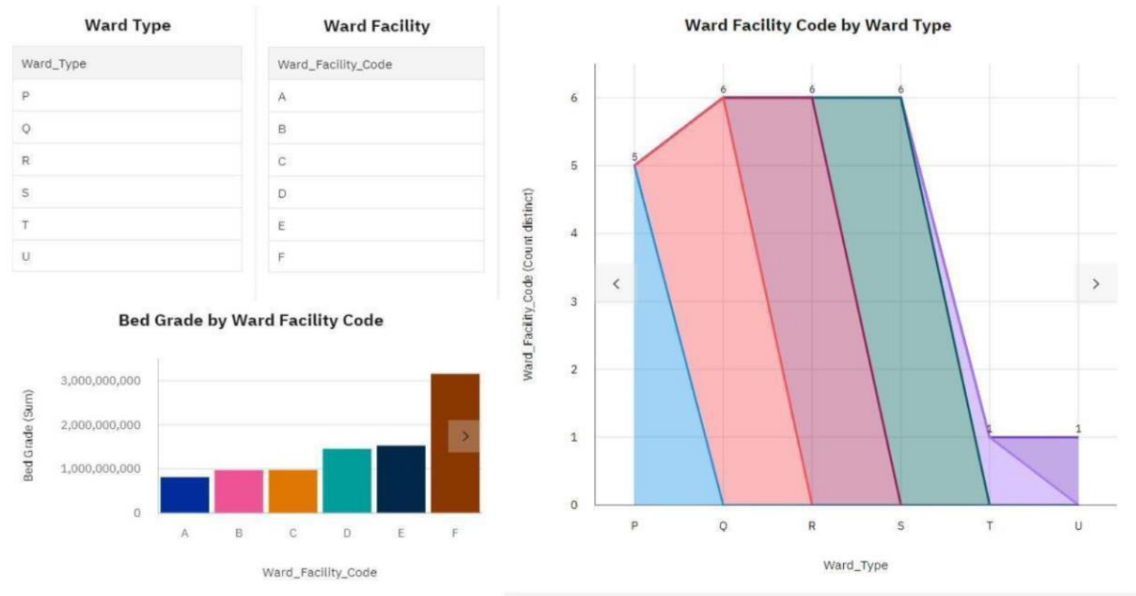 Ward Type
Ward_Type
P
Q
R
S
T
U
Ward Facility
Ward_Facility_Code
A
B
C
D
E
F
Bed Grade by Ward Facility Code
Bed Grade (Sum)
3,000,000,000
2,000,000,000
1,000,000,000
0
A B C D E F
Ward_Facility_Code
Ward Facility Code by Ward Type
Ward_Facility_Code (Count distinct)
6
5
4
3
2
1
0
5 6 6 6 1 1
P Q R S T U
Ward_Type